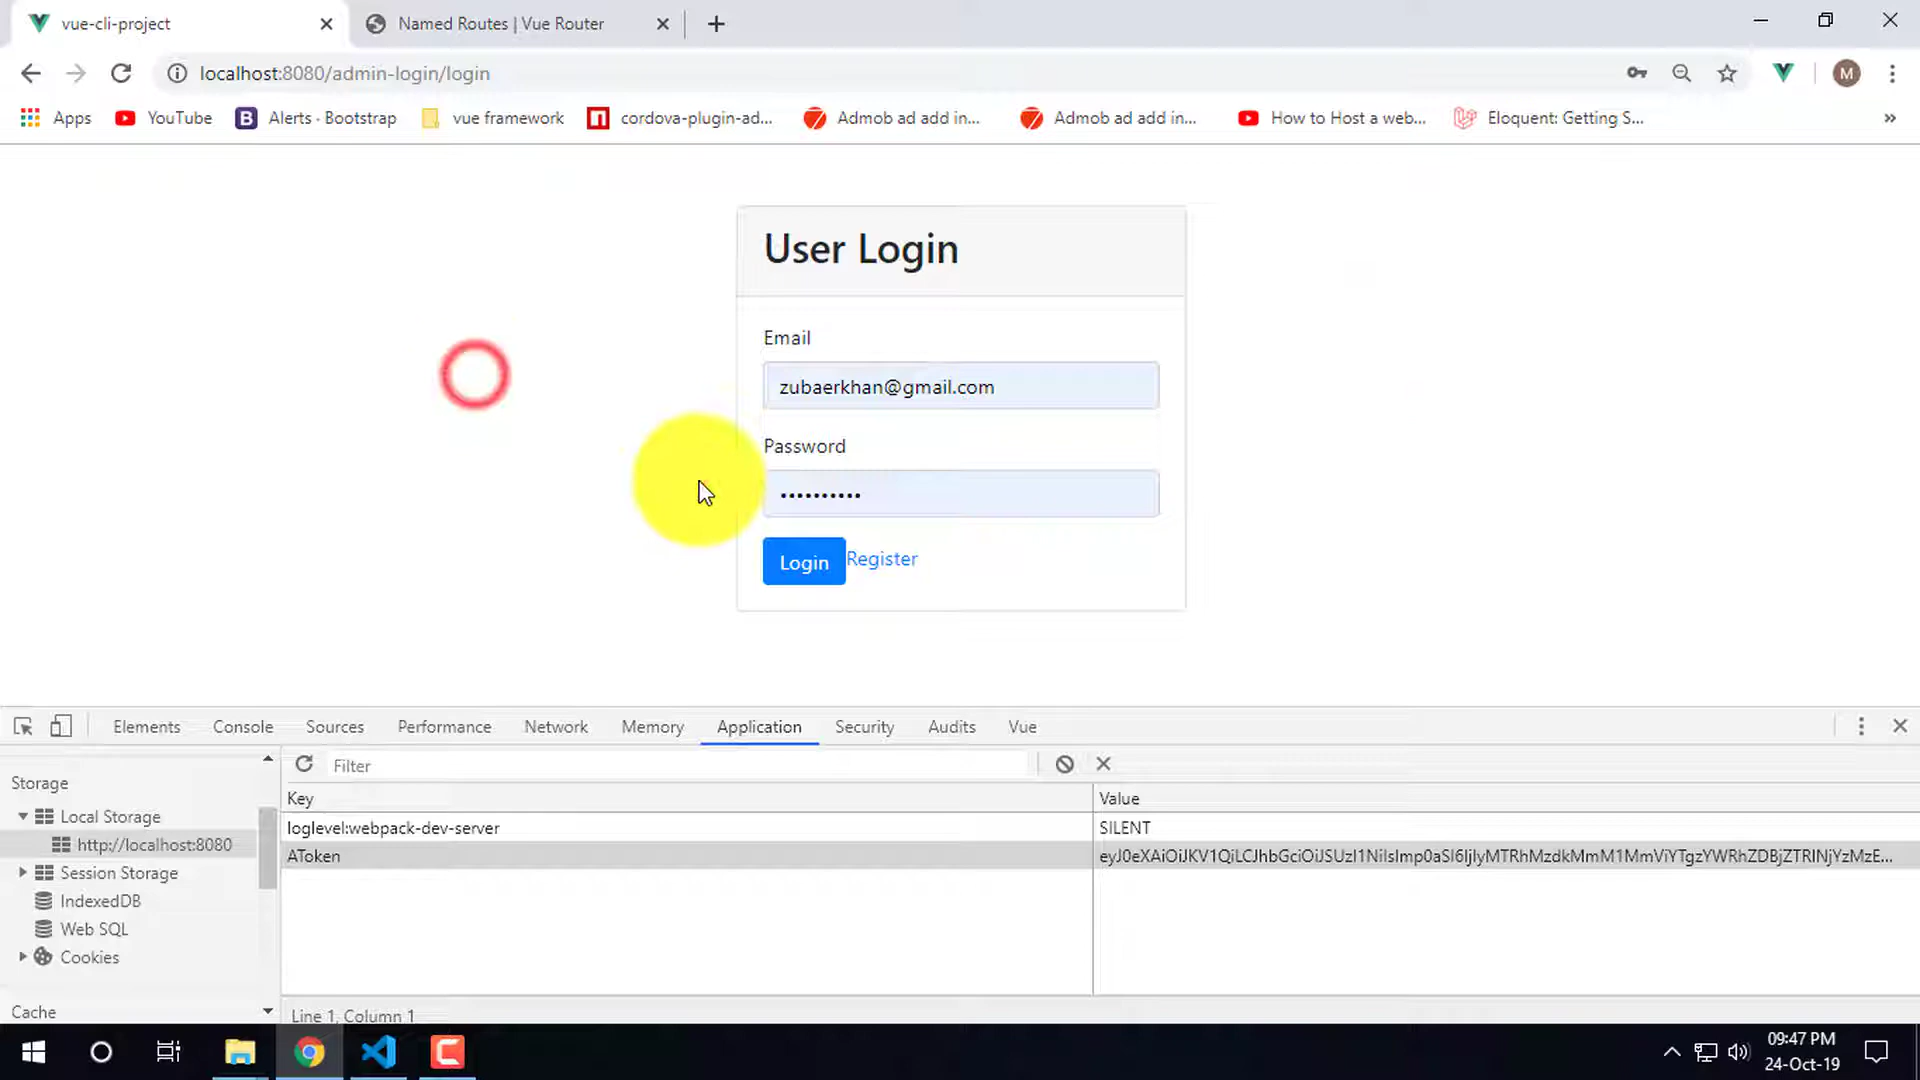 vue-cli-project
Named Routes | Vue Router
localhost:8080/admin-login/login
M
Apps
YouTube
B
Alerts · Bootstrap
vue framework
cordova-plugin-ad...
Admob ad add in...
Admob ad add in...
How to Host a web...
Eloquent: Getting S...
»
User Login
Email
zubaerkhan@gmail.com
Password
••••••••••
Login
Register
Elements
Console
Sources
Performance
Network
Memory
Application
Security
Audits
Vue
Storage
Local Storage
http://localhost:8080
Session Storage
IndexedDB
Web SQL
Cookies
Cache
Filter
Key
Value
loglevel:webpack-dev-server
SILENT
AToken
Line 1, Column 1
09:47 PM
24-Oct-19